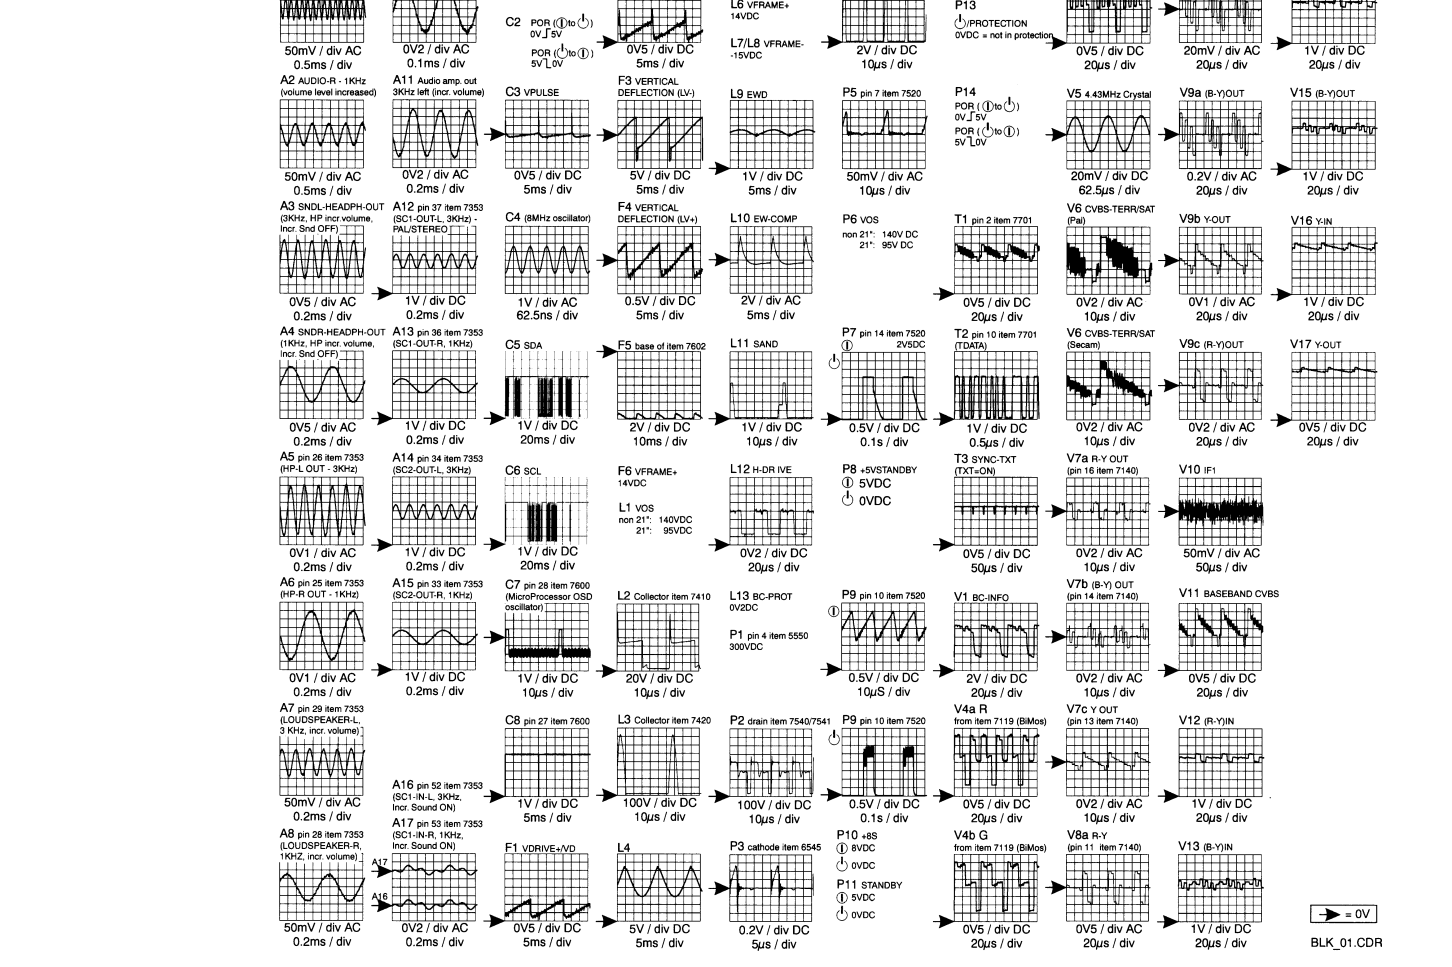 50mV / div AC
0.5ms / div
0V2 / div AC
0.1ms / div
C2 POR ( to )
0V 5V
POR ( to )
5V 0V
0V5 / div DC
5ms / div
L6 VFRAME+
14VDC
L7/L8 VFRAME-
-15VDC
2V / div DC
10µs / div
P13
/PROTECTION
0VDC = not in protection
0V5 / div DC
20µs / div
20mV / div DC
20µs / div
1V / div DC
20µs / div
A2 AUDIO-R - 1KHz
(volume level increased)
50mV / div AC
0.5ms / div
A11 Audio amp. out
3KHz left (incr. volume)
0V2 / div AC
0.2ms / div
C3 VPULSE
0V5 / div DC
5ms / div
F3 VERTICAL
DEFLECTION (LV-)
5V / div DC
5ms / div
L9 EWD
1V / div DC
5ms / div
P5 pin 7 item 7520
50mV / div AC
10µs / div
P14
POR ( to )
0V 5V
POR ( to )
5V 0V
V5 4.43MHz Crystal
20mV / div DC
62.5µs / div
V9a (B-Y)OUT
0.2V / div AC
20µs / div
V15 (B-Y)OUT
1V / div DC
20µs / div
A3 SNDL-HEADPH-OUT
(3KHz, HP incr.volume,
Incr. Snd OFF)
0V5 / div AC
0.2ms / div
A12 pin 37 item 7353
(SC1-OUT-L, 3KHz) -
PAL/STEREO
1V / div DC
0.2ms / div
C4 (8MHz oscillator)
1V / div AC
62.5ns / div
F4 VERTICAL
DEFLECTION (LV+)
0.5V / div DC
5ms / div
L10 EW-COMP
2V / div AC
5ms / div
P6 VOS
non 21": 140V DC
21": 95V DC
T1 pin 2 item 7701
0V5 / div DC
20µs / div
V6 CVBS-TERR/SAT
(Pal)
0V2 / div DC
10µs / div
V9b Y-OUT
0V1 / div AC
20µs / div
V16 Y-IN
1V / div DC
20µs / div
A4 SNDR-HEADPH-OUT
(1KHz, HP incr. volume,
Incr. Snd OFF)
0V5 / div AC
0.2ms / div
A13 pin 36 item 7353
(SC1-OUT-R, 1KHz)
1V / div DC
0.2ms / div
C5 SDA
1V / div DC
20ms / div
F5 base of item 7602
2V / div DC
10ms / div
L11 SAND
1V / div DC
10µs / div
P7 pin 14 item 7520
2V5DC
0.5V / div DC
0.1s / div
T2 pin 10 item 7701
(TDATA)
1V / div DC
0.5µs / div
V6 CVBS-TERR/SAT
(Secam)
0V2 / div AC
10µs / div
V9c (R-Y)OUT
0V2 / div AC
20µs / div
V17 Y-OUT
0V5 / div DC
20µs / div
A5 pin 26 item 7353
(HP-L OUT - 3KHz)
0V1 / div AC
0.2ms / div
A14 pin 34 item 7353
(SC2-OUT-L, 3KHz)
1V / div DC
0.2ms / div
C6 SCL
1V / div DC
20ms / div
F6 VFRAME+
14VDC
L1 VOS
non 21": 140VDC
21": 95VDC
L12 H-DR IVE
0V2 / div DC
20µs / div
P8 +5VSTANDBY
5VDC
0VDC
T3 SYNC-TXT
(TXT=ON)
0V5 / div DC
50µs / div
V7a R-Y OUT
(pin 16 item 7140)
0V2 / div AC
10µs / div
V10 IF1
50mV / div AC
20µs / div
A6 pin 25 item 7353
(HP-R OUT - 1KHz)
0V1 / div AC
0.2ms / div
A15 pin 33 item 7353
(SC2-OUT-R, 1KHz)
1V / div DC
0.2ms / div
C7 pin 28 item 7600
(MicroProcessor OSD
oscillator)
1V / div DC
10µs / div
L2 Collector item 7410
20V / div DC
10µs / div
L13 BC-PROT
0V2DC
P1 pin 4 item 5550
300VDC
P9 pin 10 item 7520
0.5V / div DC
10µS / div
V1 BC-INFO
2V / div DC
20µs / div
V7b (B-Y) OUT
(pin 14 item 7140)
0V2 / div AC
10µs / div
V11 BASEBAND CVBS
0V5 / div DC
20µs / div
A7 pin 29 item 7353
(LOUDSPEAKER-L,
3 KHz, incr. volume)
50mV / div AC
0.2ms / div
A16 pin 52 item 7353
(SC1-IN-L, 3KHz,
Incr. Sound ON)
C8 pin 27 item 7600
1V / div DC
5ms / div
L3 Collector item 7420
100V / div DC
10µs / div
P2 drain item 7540/7541
100V / div DC
10µs / div
P9 pin 10 item 7520
0.5V / div DC
0.1s / div
V4a R
from item 7119 (BiMos)
0V5 / div DC
20µs / div
V7c Y OUT
(pin 13 item 7140)
0V2 / div AC
10µs / div
V12 (R-Y)IN
1V / div DC
20µs / div
A8 pin 28 item 7353
(LOUDSPEAKER-R,
1KHZ, incr. volume)
50mV / div AC
0.2ms / div
A17 pin 53 item 7353
(SC1-IN-R, 1KHz,
Incr. Sound ON)
A17
A16
0V2 / div AC
0.2ms / div
F1 VDRIVE+/VD
0V5 / div DC
5ms / div
L4
5V / div DC
5ms / div
P3 cathode item 6545
0.2V / div DC
5µs / div
P10 +8S
8VDC
0VDC
P11 STANDBY
5VDC
0VDC
V4b G
from item 7119 (BiMos)
0V5 / div DC
20µs / div
V8a R-Y
(pin 11 item 7140)
0V5 / div AC
20µs / div
V13 (B-Y)IN
1V / div DC
20µs / div
= 0V
BLK_01.CDR